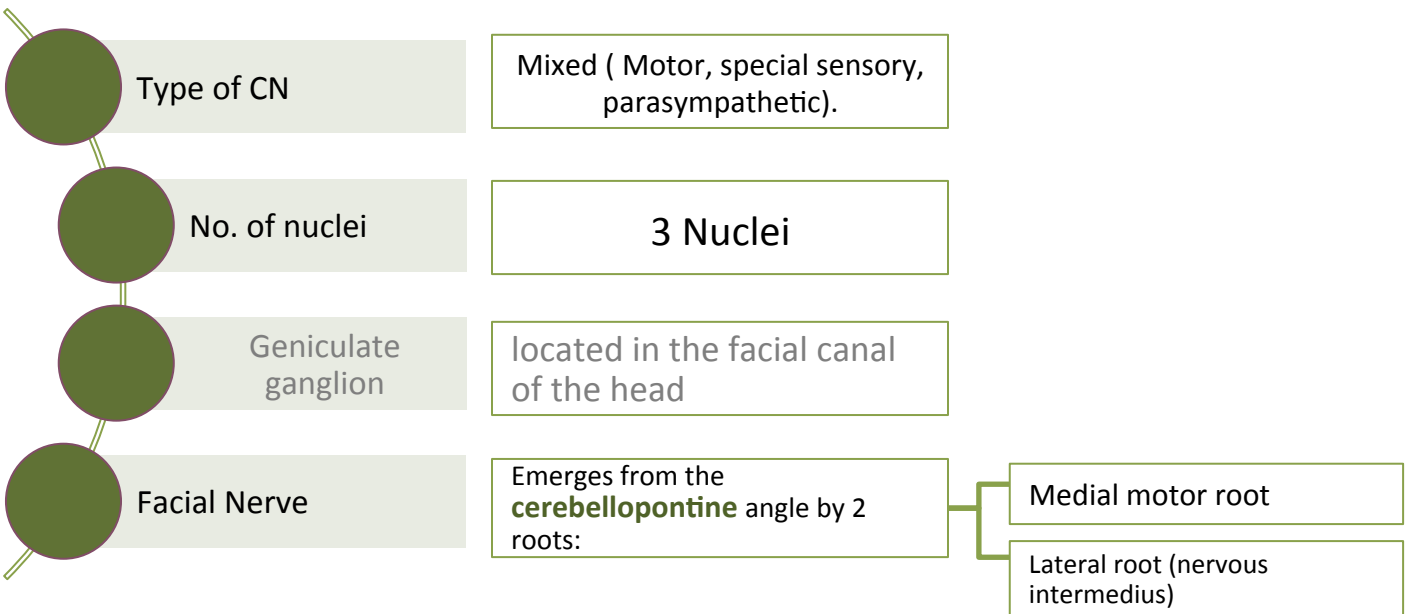 Type of CN
Mixed ( Motor, special sensory,
parasympathetic).
No. of nuclei
3 Nuclei
Geniculate
ganglion
located in the facial canal
of the head
Facial Nerve
Emerges from the
cerebellopontine angle by 2
roots:
Medial motor root
Lateral root (nervous
intermedius)